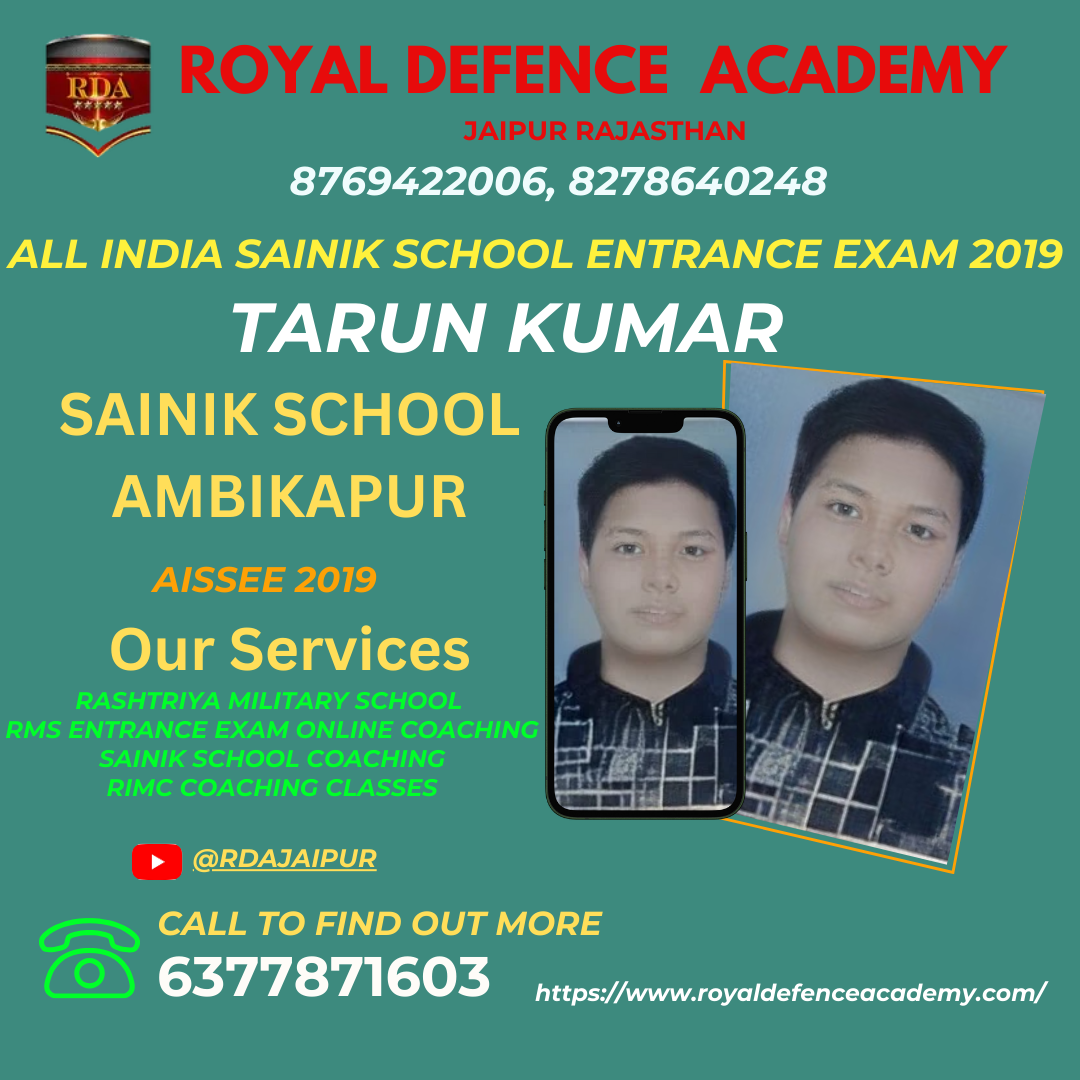 RDA
ROYAL DEFENCE ACADEMY
JAIPUR RAJASTHAN
8769422006, 8278640248
ALL INDIA SAINIK SCHOOL ENTRANCE EXAM 2019
TARUN KUMAR
SAINIK SCHOOL
AMBIKAPUR
AISSEE 2019
Our Services
RASHTRIYA MILITARY SCHOOL
RMS ENTRANCE EXAM ONLINE COACHING
SAINIK SCHOOL COACHING
RIMC COACHING CLASSES
@RDAJAIPUR
CALL TO FIND OUT MORE
6377871603
https://www.royaldefenceacademy.com/